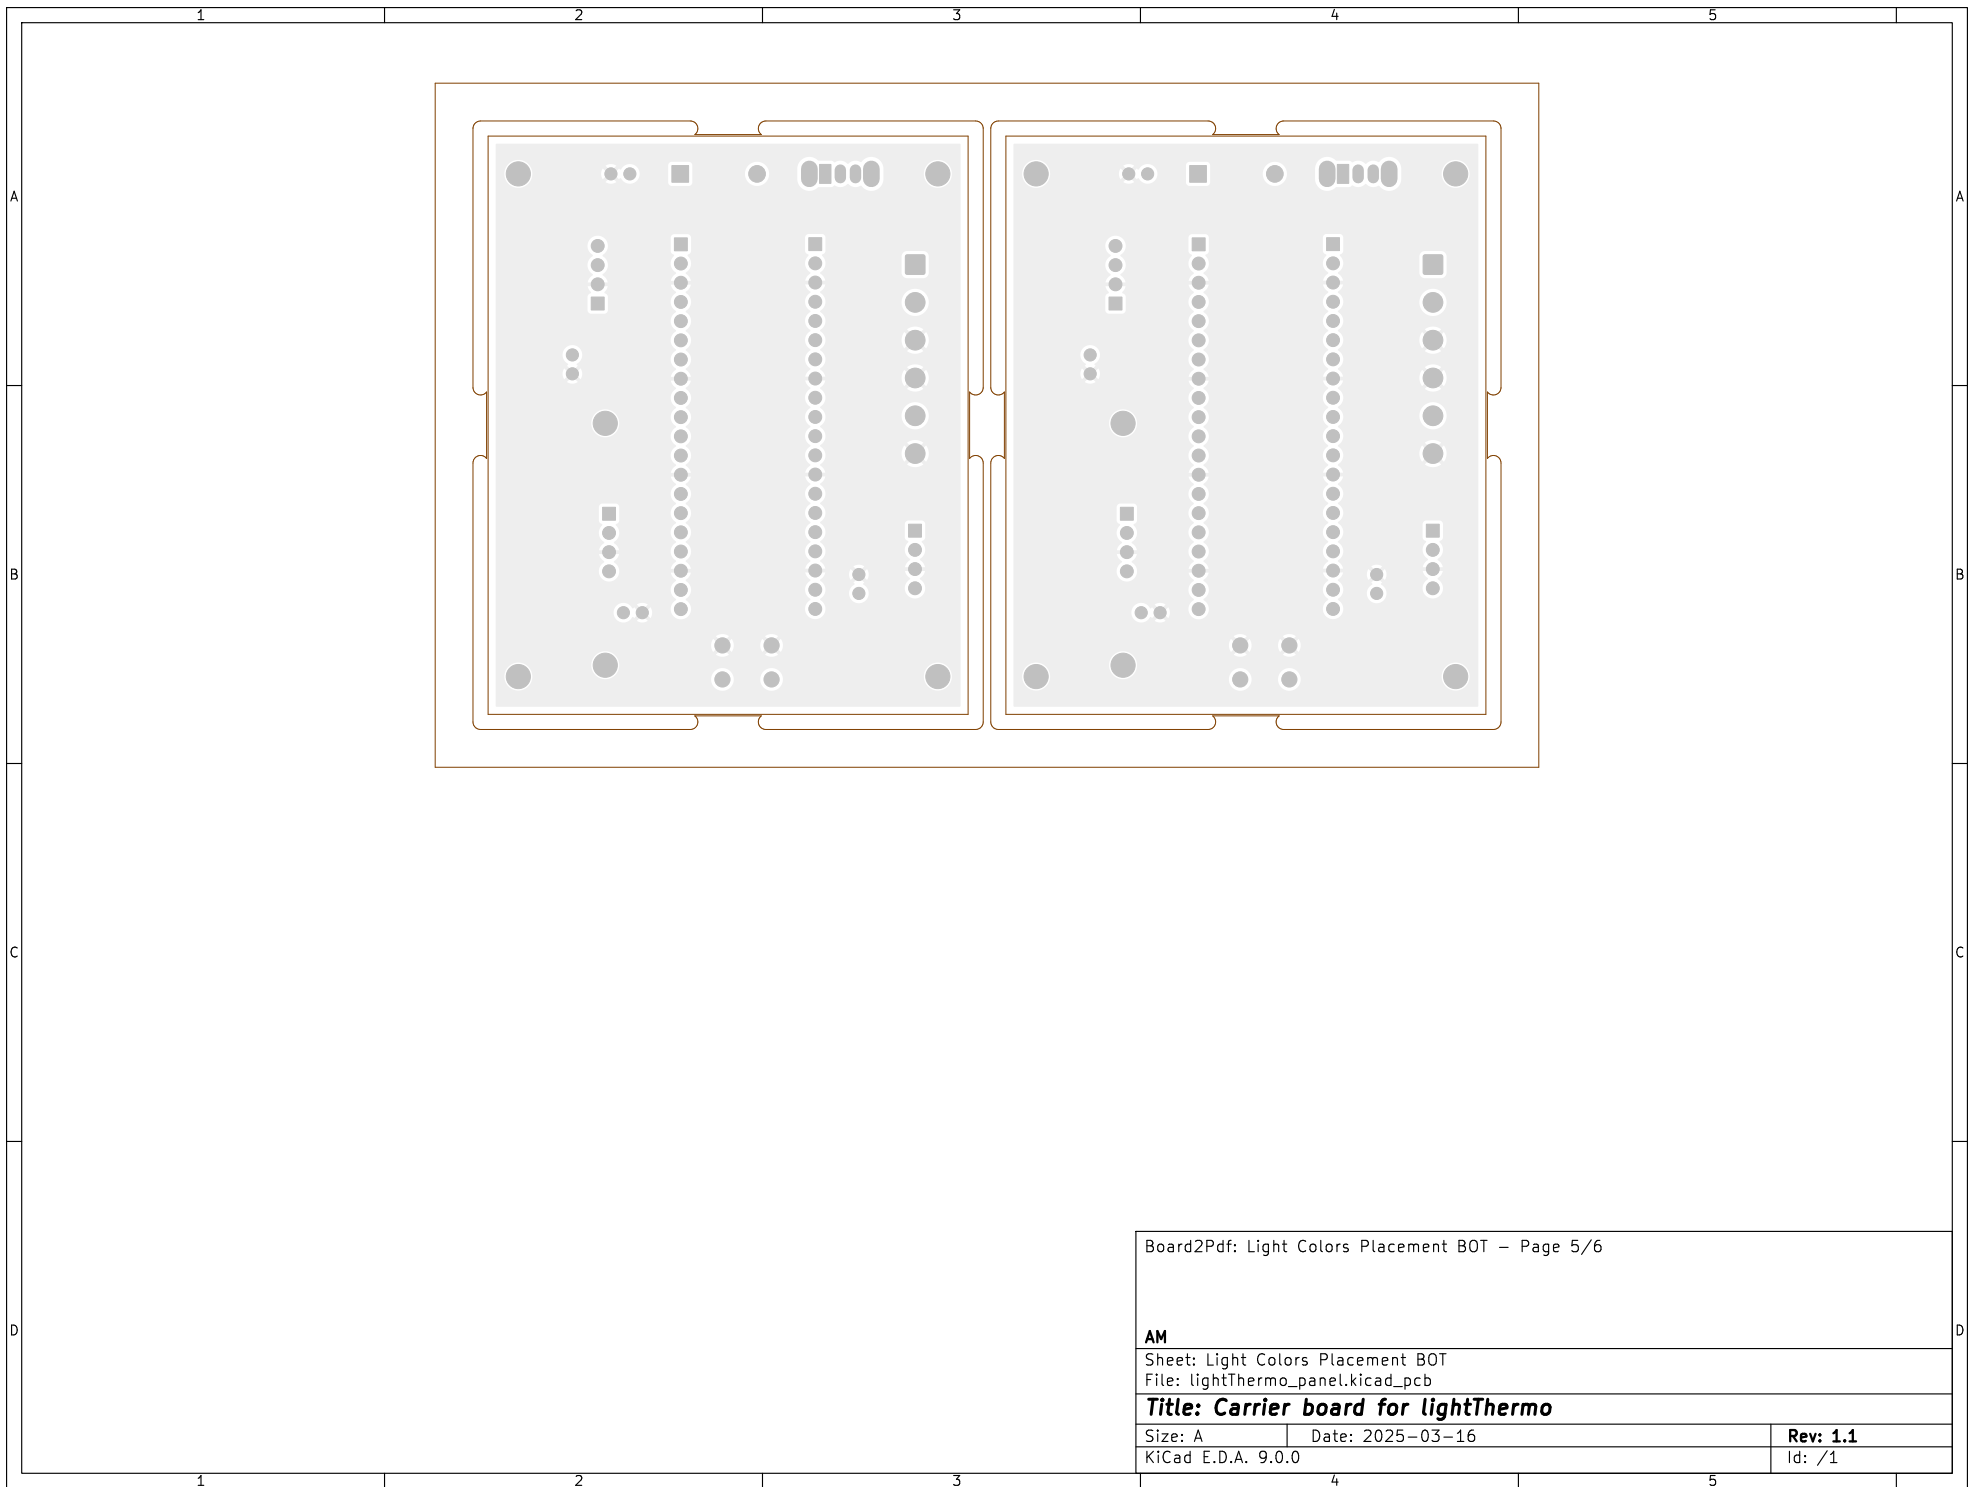 1 2 3 4 5
A A
B B
C C
D D
Board2Pdf: Light Colors Placement BOT - Page 5/6
AM
Sheet: Light Colors Placement BOT
File: lightThermo_panel.kicad_pcb
Title: Carrier board for lightThermo
Size: A Date: 2025-03-16 Rev: 1.1
KiCad E.D.A. 9.0.0 Id: /1
1 2 3 4 5